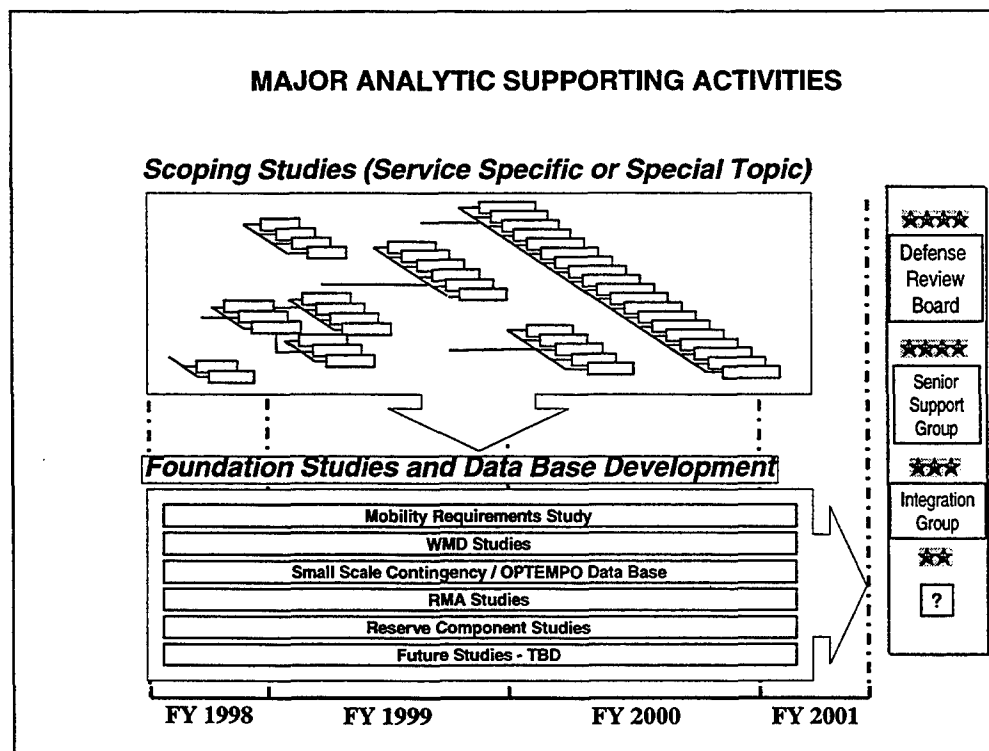 MAJOR ANALYTIC SUPPORTING ACTIVITIES
Scoping Studies (Service Specific or Special Topic)
Foundation Studies and Data Base Development
Mobility Requirements Study
WMD Studies
Small Scale Contingency / OPTEMPO Data Base
RMA Studies
Reserve Component Studies
Future Studies - TBD
FY 1998
FY 1999
FY 2000
FY 2001
Defense
Review
Board
Senior
Support
Group
Integration
Group
?